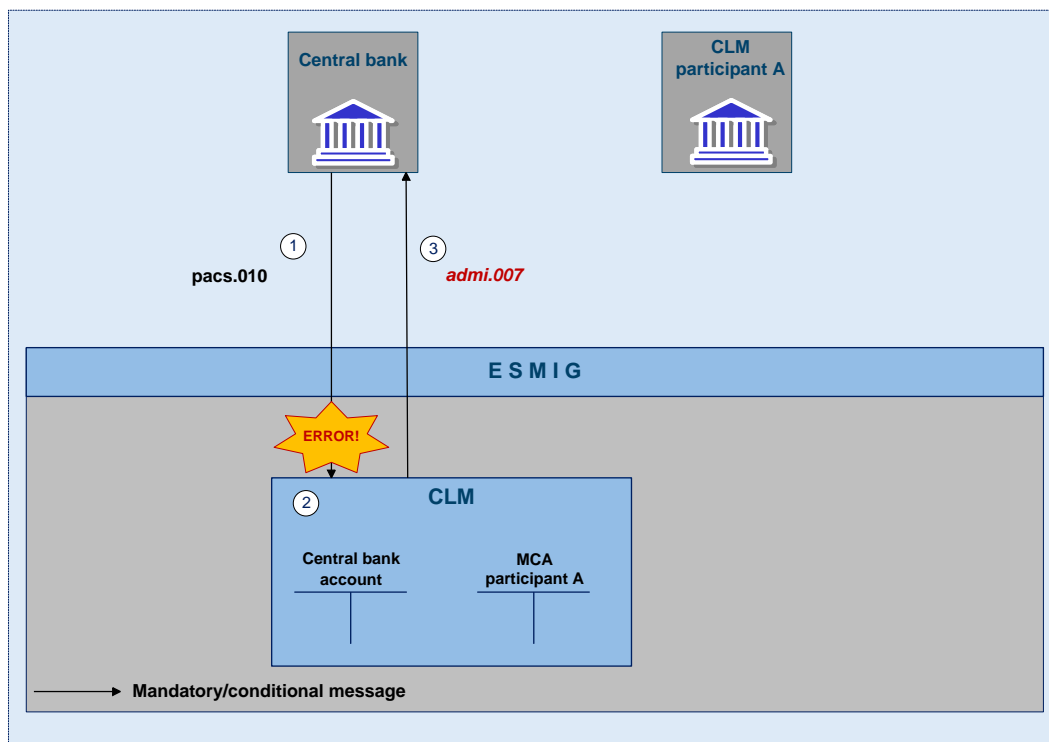 Central bank
CLM
participant A
1
3
pacs.010
admi.007
E S M I G
ERROR!
2
CLM
Central bank
account
MCA
participant A
Mandatory/conditional message